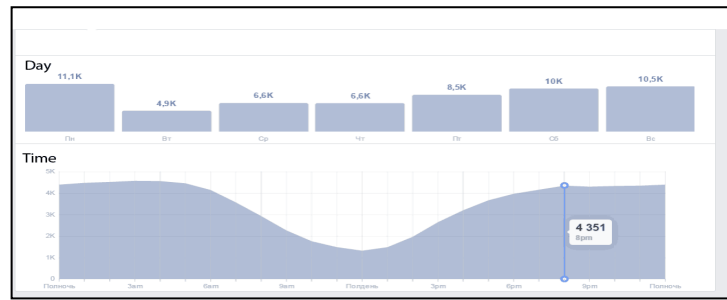 Day
11,1K 4,9K 6,6K 6,6K 8,5K 10K 10,5K
Пн Вт Ср Чт Пт Сб Вс
Time
5K
4K
3K
2K
1K
0
4 351
8pm
Полночь 3am 6am 9am Полдень 3pm 6pm 9pm Полночь